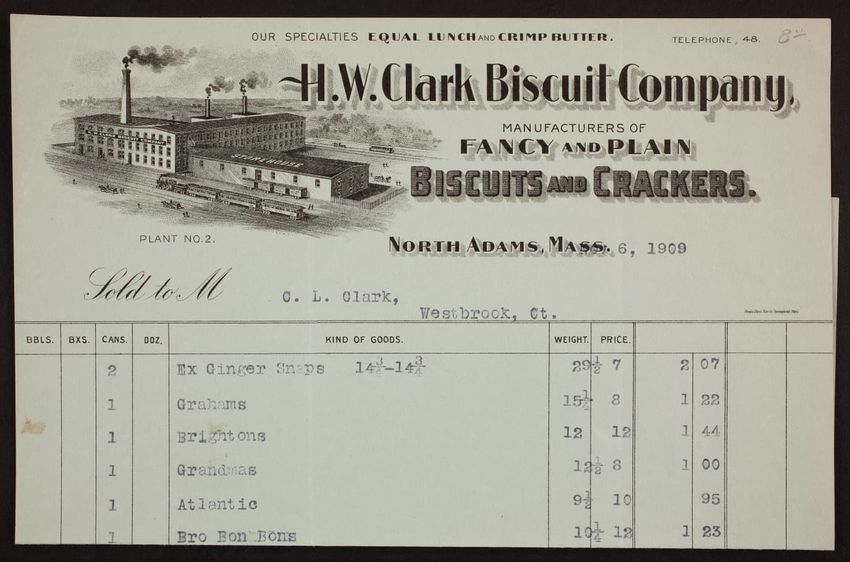 OUR SPECIALTIES EQUAL LUNCH AND CRIMP BUTTER.
TELEPHONE, 48.
H.W. Clark Biscuit Company,
MANUFACTURERS OF
FANCY AND PLAIN
BISCUITS AND CRACKERS.
STOREHOUSE
PLANT NO. 2.
NORTH ADAMS, MASS. 6, 1909
Sold to M C. L. Clark,
Westbrook, Ct.
BBLS. BXS. CANS. DOZ. KIND OF GOODS. WEIGHT. PRICE.
2 Ex Ginger Snaps 14¾-14¾ 29½ 7 2 07
1 Grahams 15¼ 8 1 22
1 Brightons 12 12 1 44
1 Grandmas 12½ 8 1 00
1 Atlantic 9½ 10 95
1 Bro Bon Bons 10¼ 12 1 23